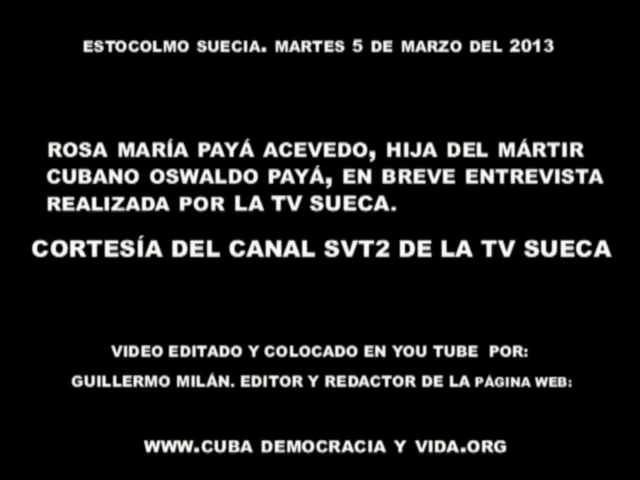 ESTOCOLMO SUECIA. MARTES 5 DE MARZO DEL 2013
ROSA MARÍA PAYÁ ACEVEDO, HIJA DEL MÁRTIR
CUBANO OSWALDO PAYÁ, EN BREVE ENTREVISTA
REALIZADA POR LA TV SUECA.
CORTESÍA DEL CANAL SVT2 DE LA TV SUECA
VIDEO EDITADO Y COLOCADO EN YOU TUBE POR:
GUILLERMO MILÁN. EDITOR Y REDACTOR DE LA PÁGINA WEB:
WWW.CUBA DEMOCRACIA Y VIDA.ORG